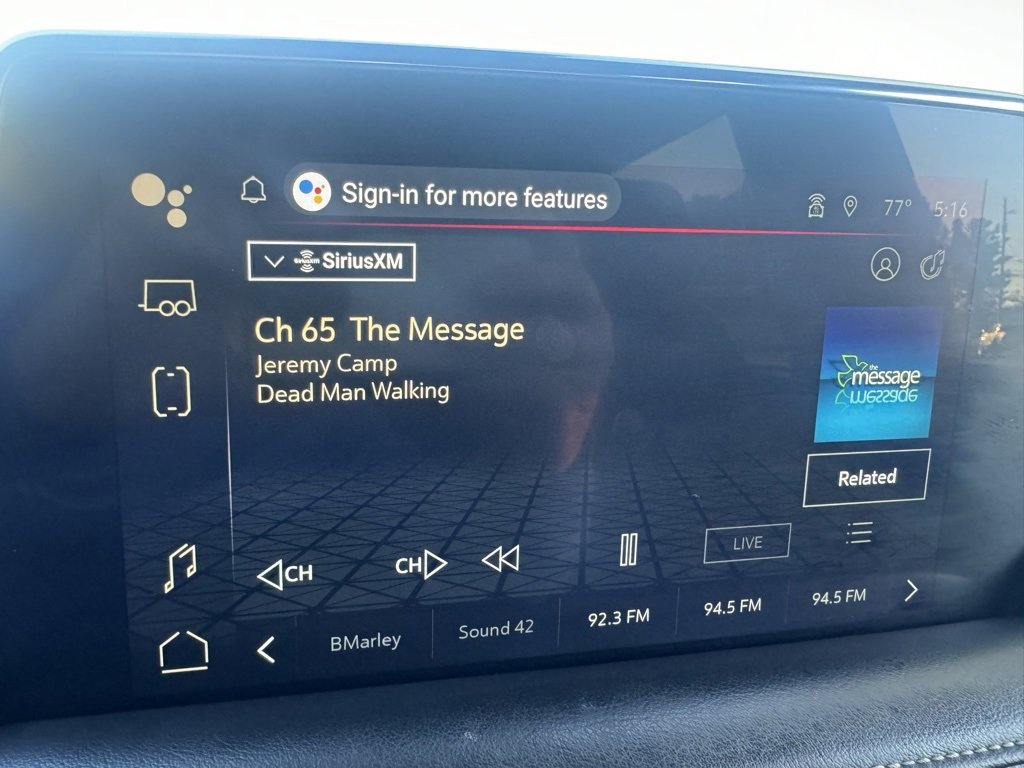 Sign-in for more features
77° 5:16
SiriusXM
Ch 65 The Message
Jeremy Camp
Dead Man Walking
the
message
Related
CH
CH
LIVE
BMarley
Sound 42
92.3 FM
94.5 FM
94.5 FM